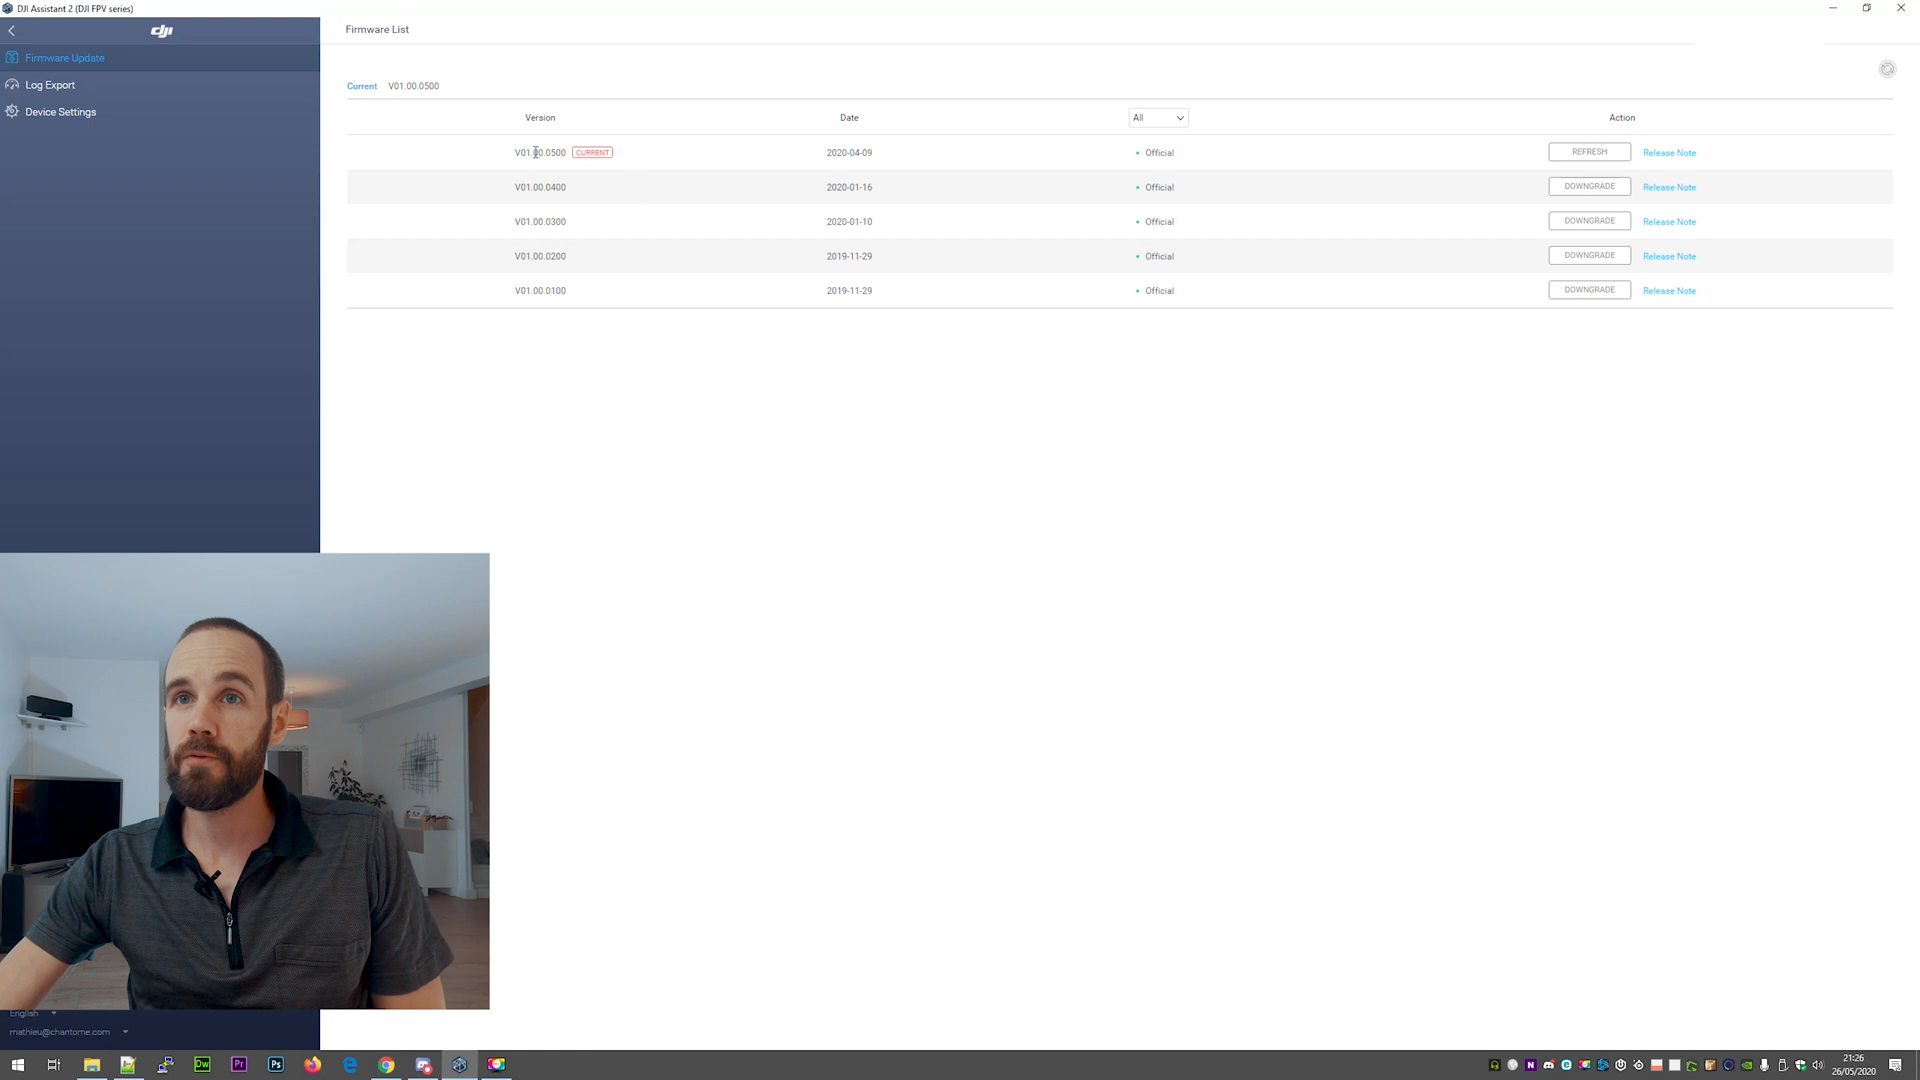 DJI Assistant 2 (DJI FPV series)
dji
Firmware List
Firmware Update
Log Export
Device Settings
Current V01.00.0500
Version Date All Action
V01.00.0500 CURRENT 2020-04-09 Official REFRESH Release Note
V01.00.0400 2020-01-16 Official DOWNGRADE Release Note
V01.00.0300 2020-01-10 Official DOWNGRADE Release Note
V01.00.0200 2019-11-29 Official DOWNGRADE Release Note
V01.00.0100 2019-11-29 Official DOWNGRADE Release Note
English
mathieu@chantome.com
Dw Pr Ps
N
21:26
26/05/2020